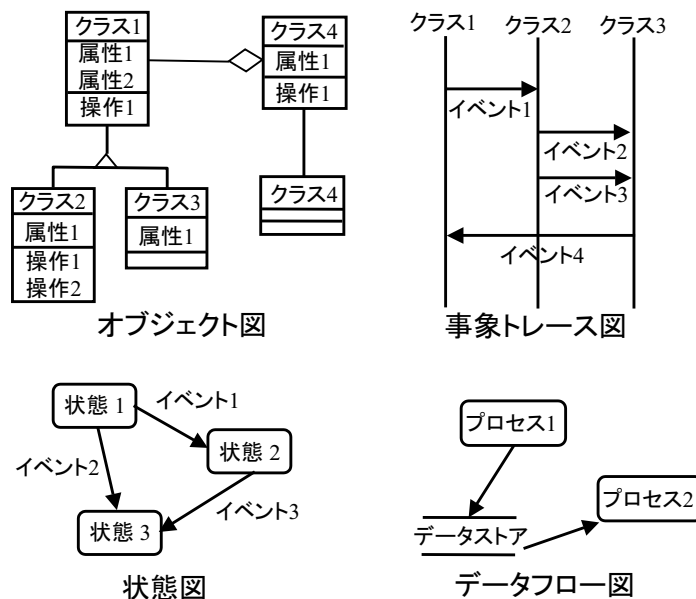 クラス1
属性1
属性2
操作1
クラス4
属性1
操作1
クラス2
属性1
操作1
操作2
クラス3
属性1
クラス4
オブジェクト図
クラス1 クラス2 クラス3
イベント1
イベント2
イベント3
イベント4
事象トレース図
状態 1
イベント1
状態 2
イベント2
イベント3
状態 3
状態図
プロセス1
プロセス2
データストア
データフロー図